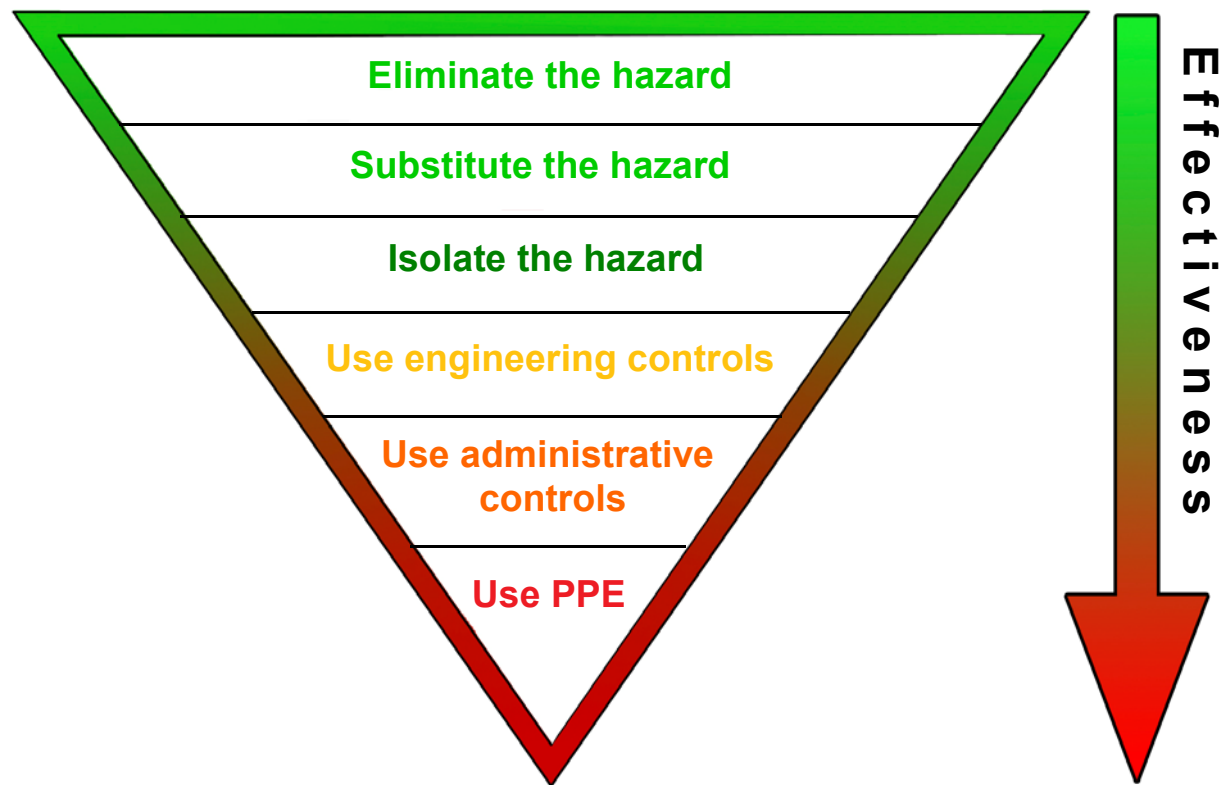 Eliminate the hazard
Substitute the hazard
Isolate the hazard
Use engineering controls
Use administrative
controls
Use PPE
Effectiveness